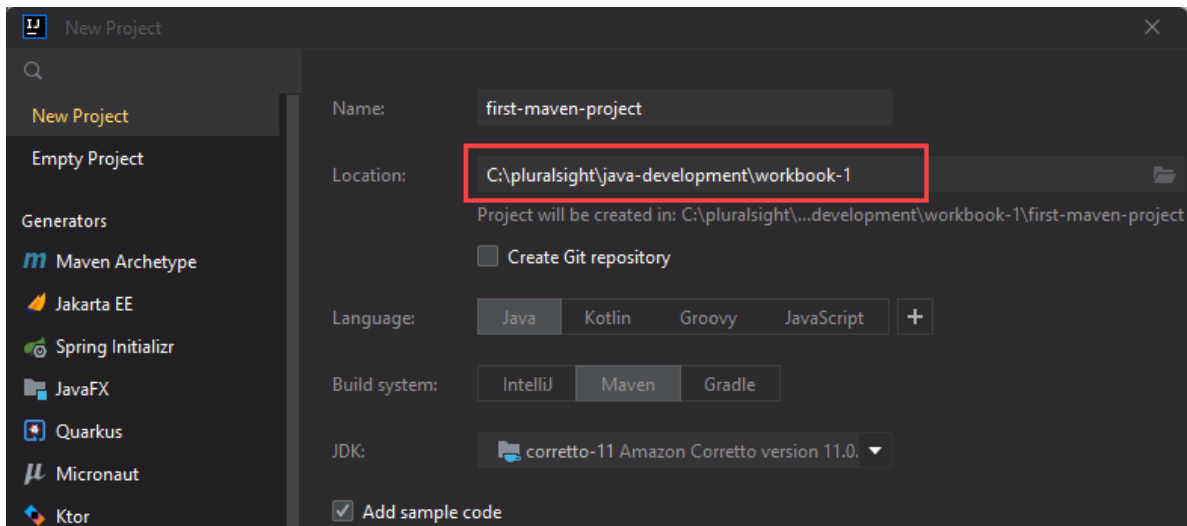 New Project
New Project
Empty Project
Generators
Maven Archetype
Jakarta EE
Spring Initializr
JavaFX
Quarkus
Micronaut
Ktor
Name: first-maven-project
Location: C:\pluralsight\java-development\workbook-1
Project will be created in: C:\pluralsight\...development\workbook-1\first-maven-project
Create Git repository
Language: Java Kotlin Groovy JavaScript +
Build system: IntelliJ Maven Gradle
JDK: corretto-11 Amazon Corretto version 11.0.
Add sample code